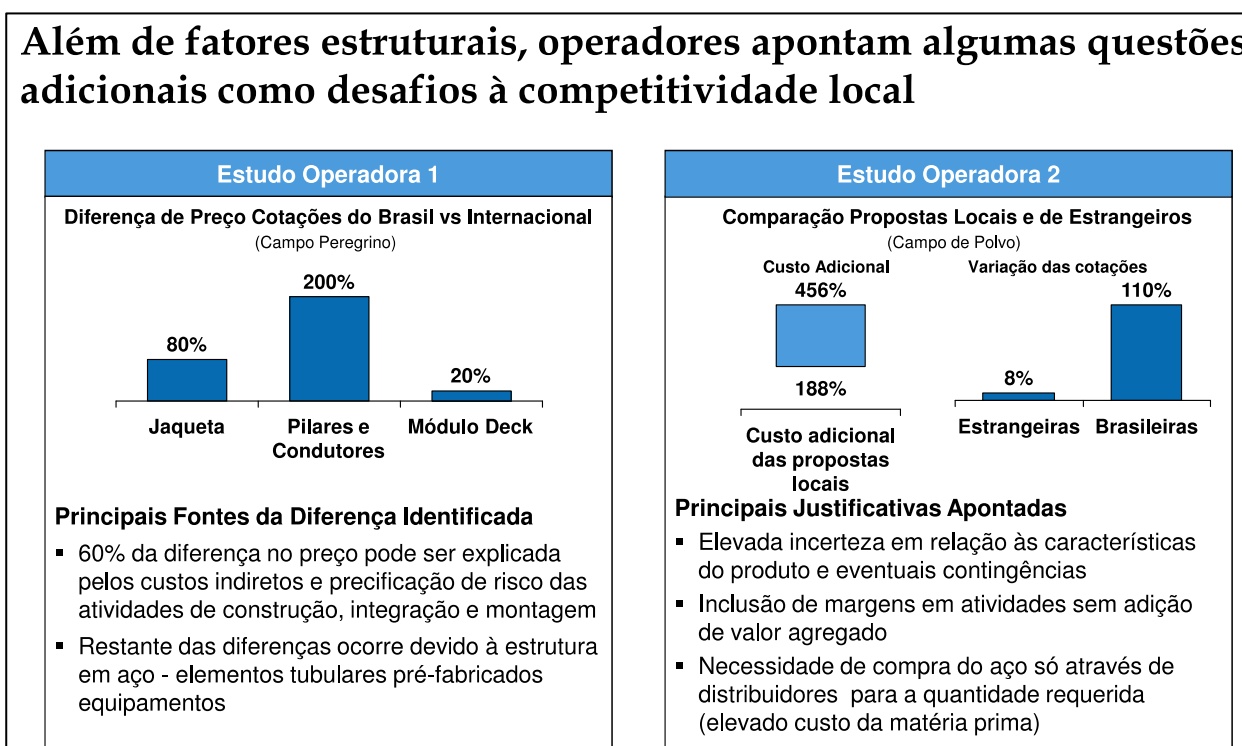 Além de fatores estruturais, operadores apontam algumas questões
adicionais como desafios à competitividade local
Estudo Operadora 1
Diferença de Preço Cotações do Brasil vs Internacional
(Campo Peregrino)
200%
80%
20%
Jaqueta
Pilares e
Condutores
Módulo Deck
Principais Fontes da Diferença Identificada
▪ 60% da diferença no preço pode ser explicada
pelos custos indiretos e precificação de risco das
atividades de construção, integração e montagem
▪ Restante das diferenças ocorre devido à estrutura
em aço - elementos tubulares pré-fabricados
equipamentos
Estudo Operadora 2
Comparação Propostas Locais e de Estrangeiros
(Campo de Polvo)
Custo Adicional
456%
188%
Custo adicional
das propostas
locais
Variação das cotações
110%
8%
Estrangeiras
Brasileiras
Principais Justificativas Apontadas
▪ Elevada incerteza em relação às características
do produto e eventuais contingências
▪ Inclusão de margens em atividades sem adição
de valor agregado
▪ Necessidade de compra do aço só através de
distribuidores para a quantidade requerida
(elevado custo da matéria prima)